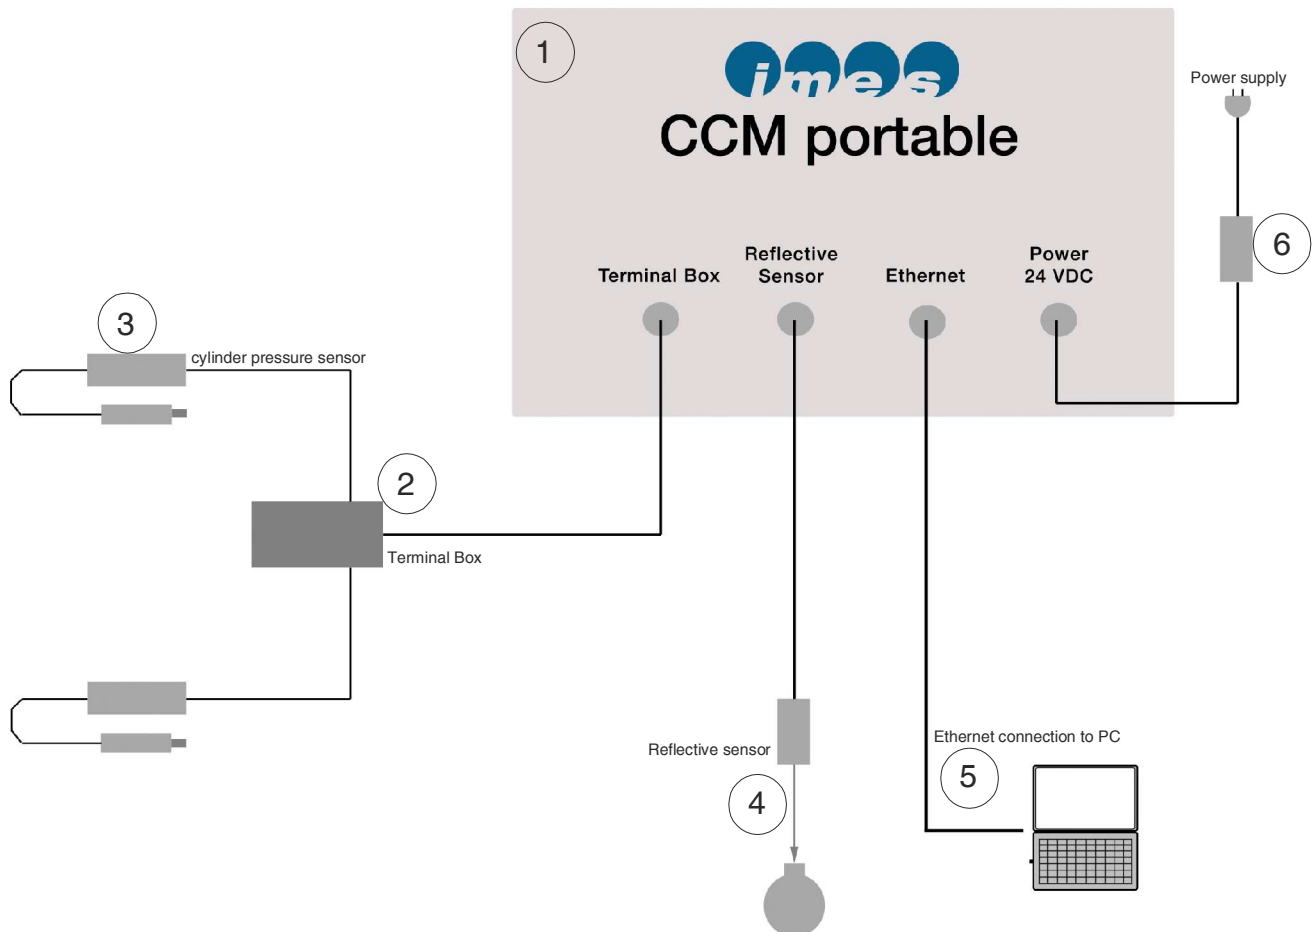 1
imes
CCM portable
Power supply
6
Terminal Box
Reflective
Sensor
Ethernet
Power
24 VDC
3
cylinder pressure sensor
2
Terminal Box
Reflective sensor
4
Ethernet connection to PC
5